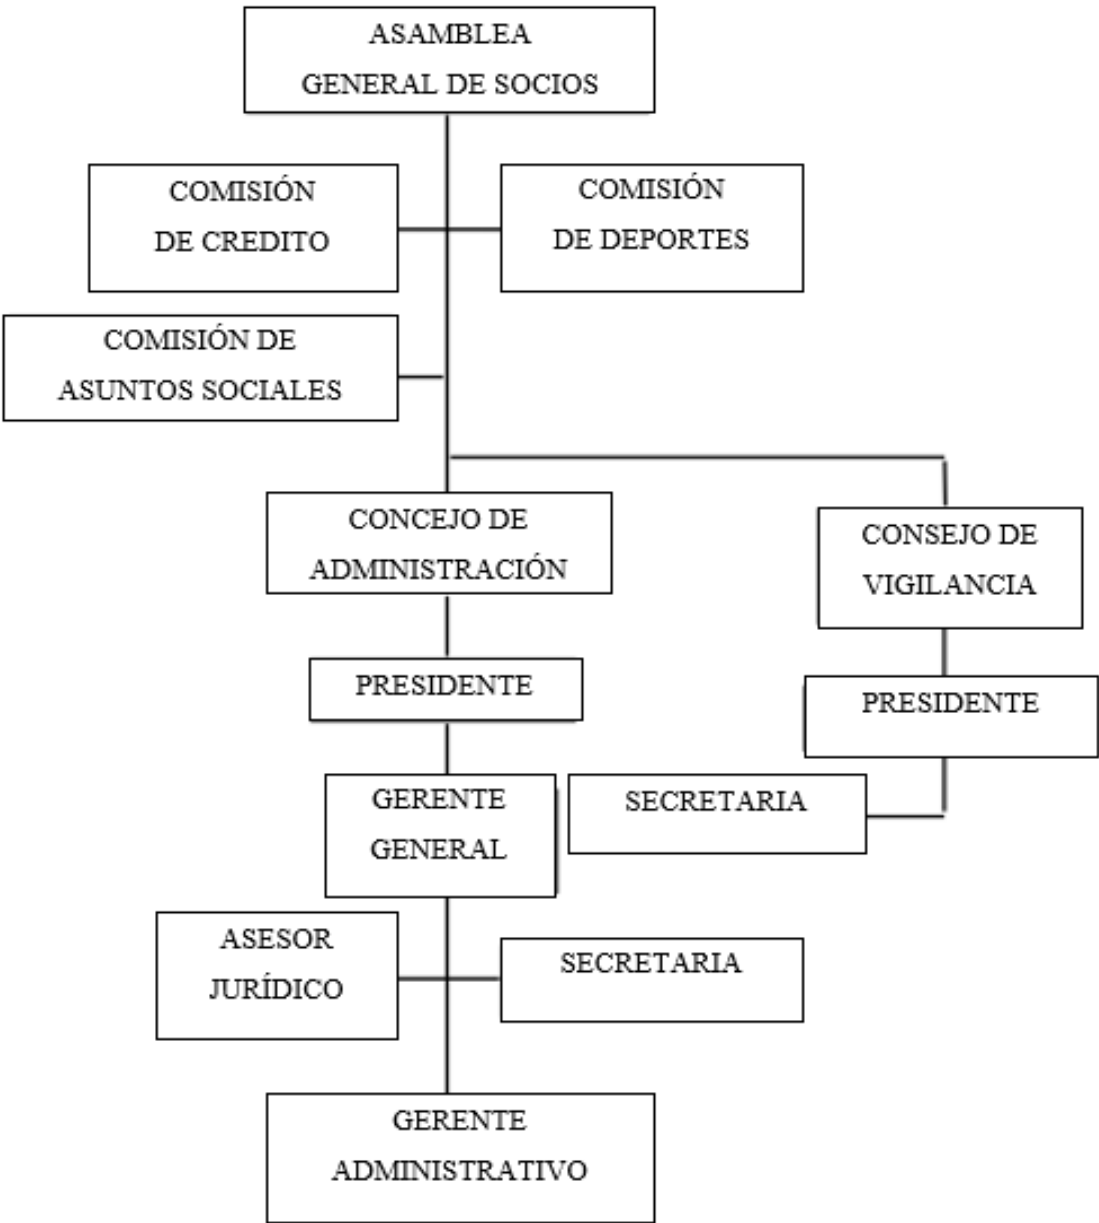 ASAMBLEA
GENERAL DE SOCIOS
COMISIÓN
DE CREDITO
COMISIÓN
DE DEPORTES
COMISIÓN DE
ASUNTOS SOCIALES
CONCEJO DE
ADMINISTRACIÓN
CONSEJO DE
VIGILANCIA
PRESIDENTE
PRESIDENTE
GERENTE
GENERAL
SECRETARIA
ASESOR
JURÍDICO
SECRETARIA
GERENTE
ADMINISTRATIVO